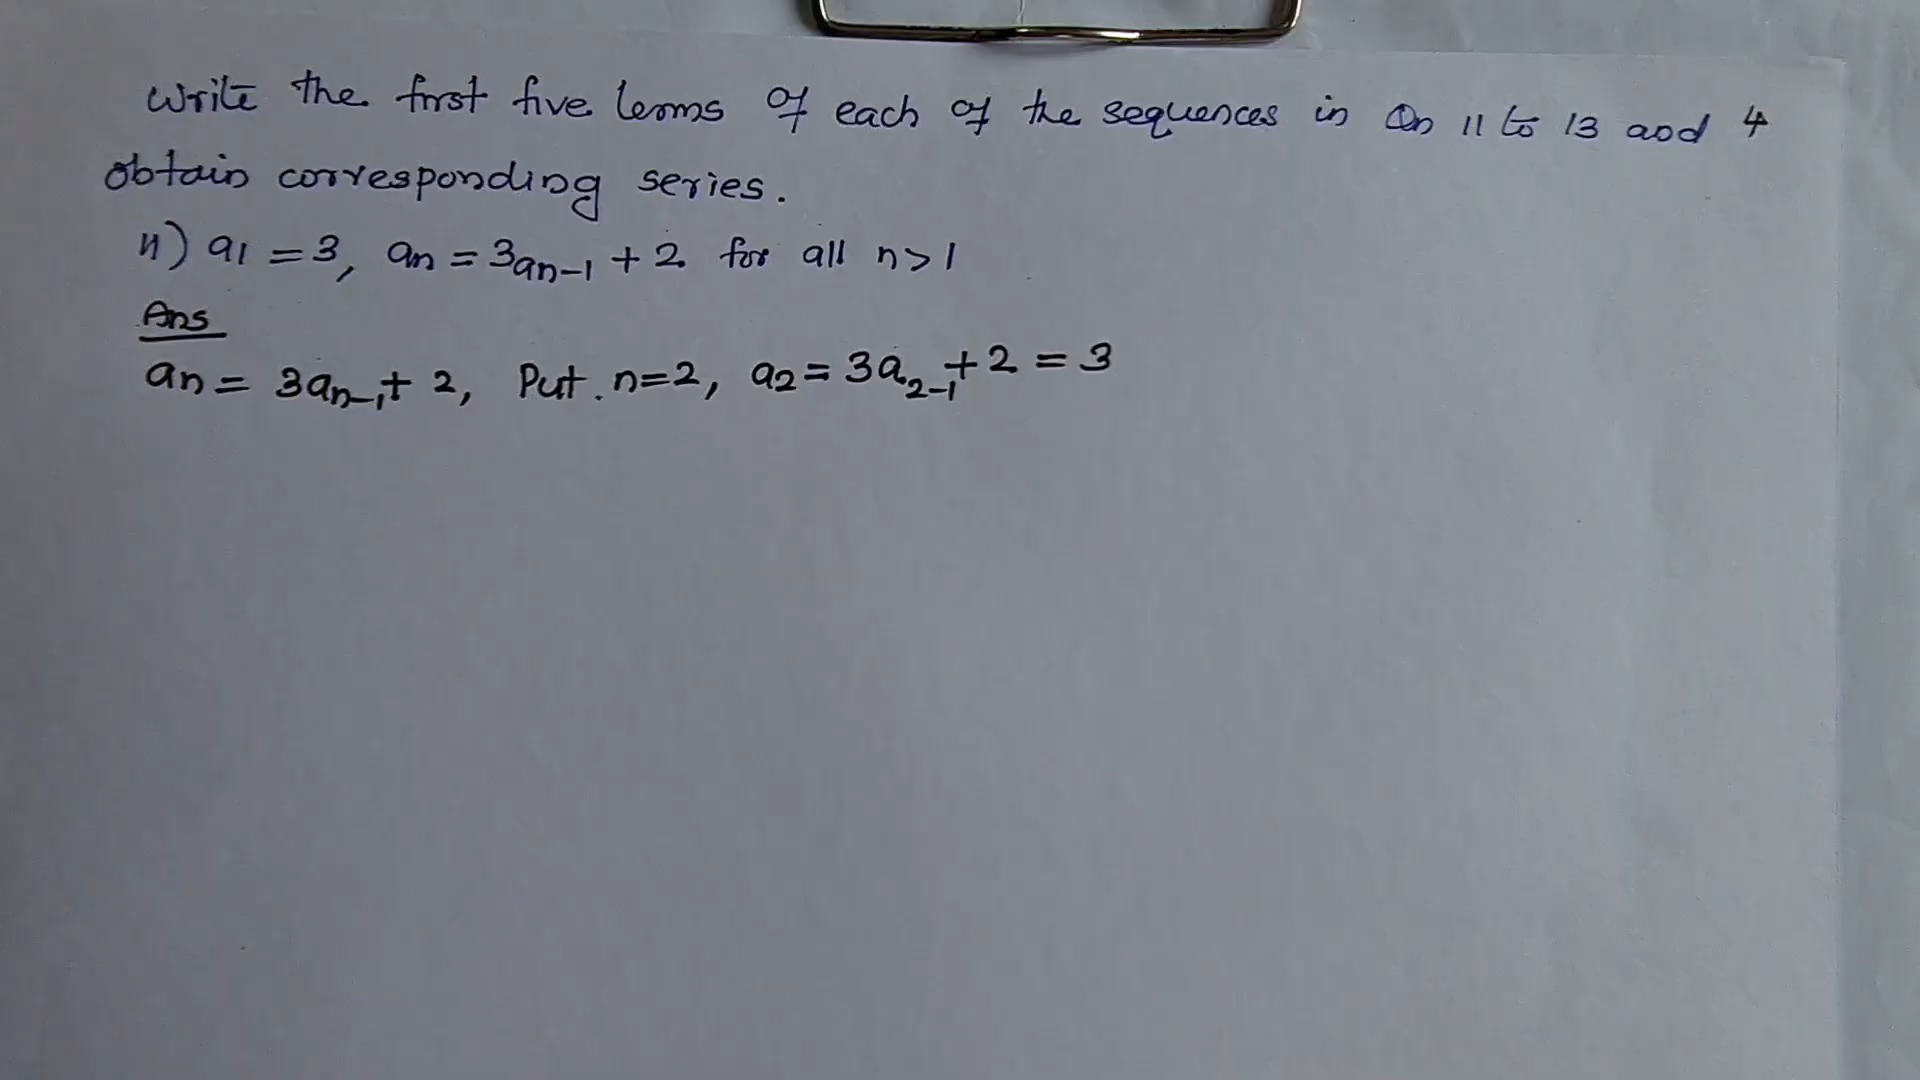 Write the first five terms of each of the sequences in Qn 11 to 13 and 4
obtain corresponding series.
11) a1 = 3, an = 3an-1 + 2 for all n > 1
Ans
an = 3an-1 + 2, Put. n=2, a2 = 3a2-1 + 2 = 3